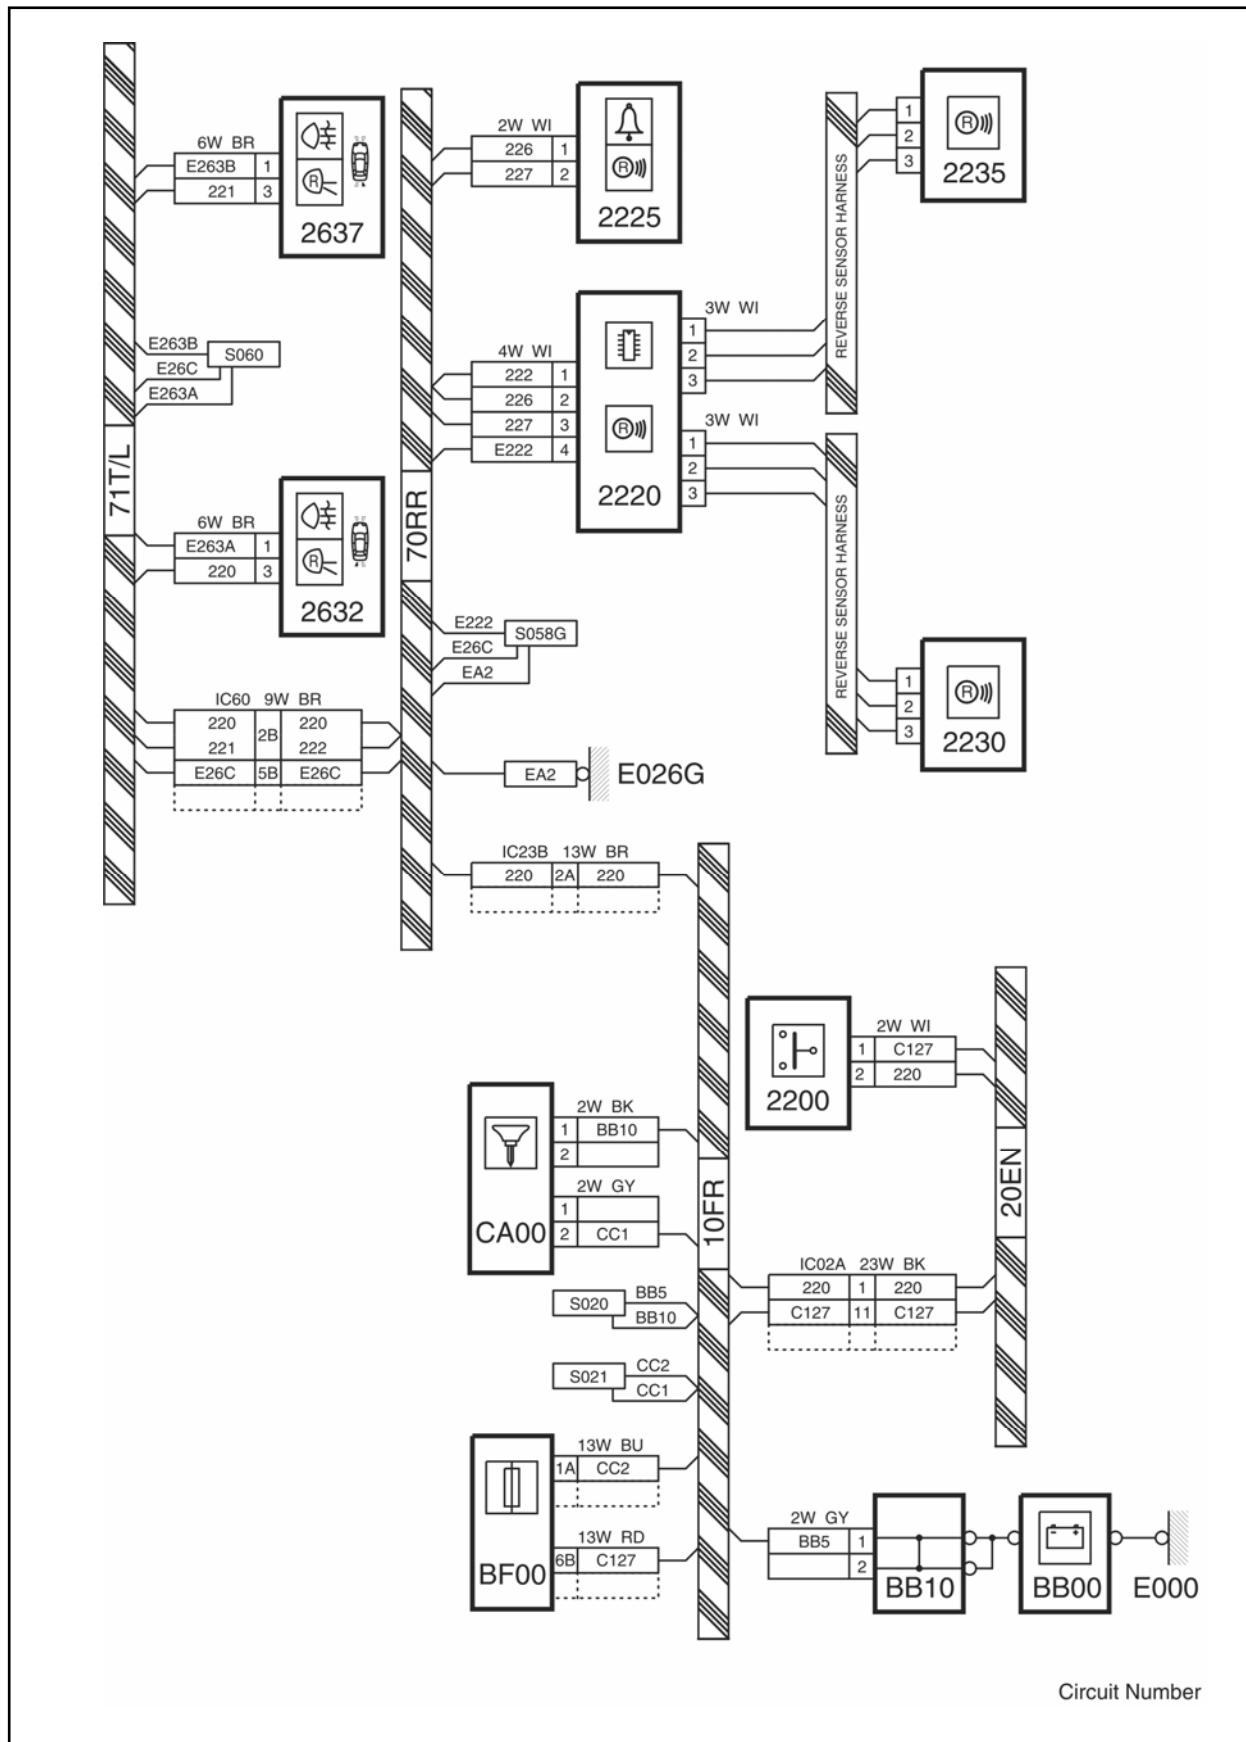 6W BR
E263B 1
221 3
2637
2W WI
226 1
227 2
2225
1
2
3
2235
REVERSE SENSOR HARNESS
E263B
E26C
E263A
S060
71T/L
4W WI
222 1
226 2
227 3
E222 4
2220
3W WI
1
2
3
3W WI
1
2
3
70RR
REVERSE SENSOR HARNESS
6W BR
E263A 1
220 3
2632
E222
E26C
EA2
S058G
1
2
3
2230
IC60 9W BR
220 2B 220
221 222
E26C 5B E26C
EA2
E026G
IC23B 13W BR
220 2A 220
2200
2W WI
1 C127
2 220
20EN
CA00
2W BK
1 BB10
2
2W GY
1
2 CC1
10FR
IC02A 23W BK
220 1 220
C127 11 C127
S020
BB5
BB10
S021
CC2
CC1
BF00
13W BU
1A CC2
13W RD
6B C127
2W GY
BB5 1
2
BB10
BB00
E000
Circuit Number
R
R
R
R
R
R